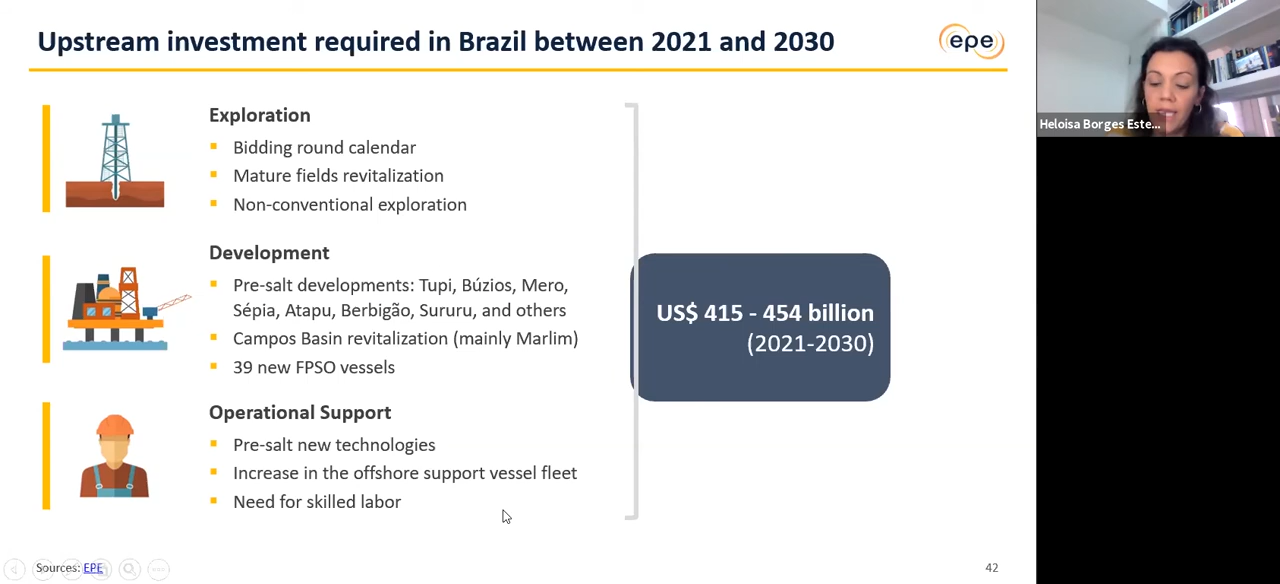 Upstream investment required in Brazil between 2021 and 2030
epe
Heloisa Borges Este...
Exploration
Bidding round calendar
Mature fields revitalization
Non-conventional exploration
Development
Pre-salt developments: Tupi, Búzios, Mero,
Sépia, Atapu, Berbigão, Sururu, and others
Campos Basin revitalization (mainly Marlim)
39 new FPSO vessels
Operational Support
Pre-salt new technologies
Increase in the offshore support vessel fleet
Need for skilled labor
US$ 415 - 454 billion
(2021-2030)
Sources: EPE
42